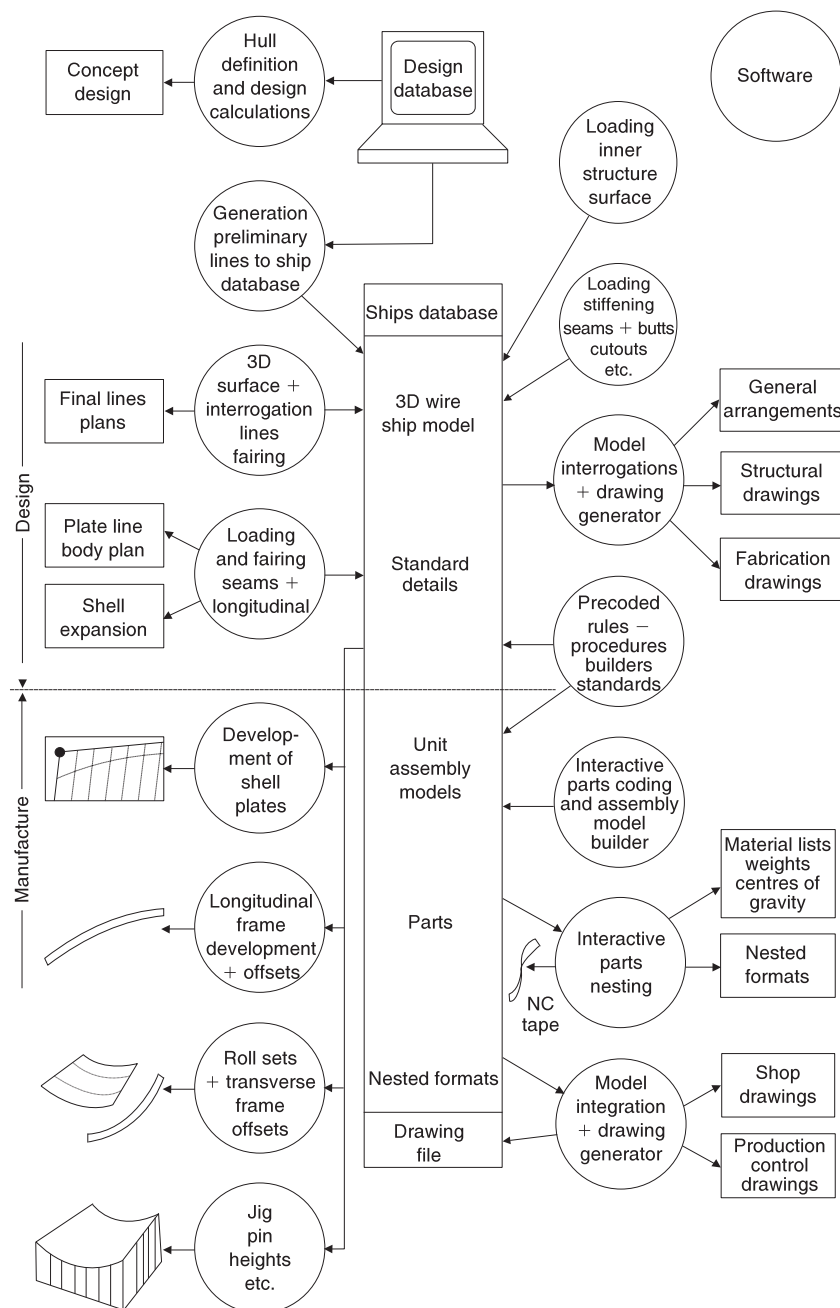 Hull
definition
and design
calculations
Concept
design
Design
database
Software
Loading
inner
structure
surface
Generation
preliminary
lines to ship
database
Ships database
Loading
stiffening
seams + butts
cutouts
etc.
3D
surface +
interrogation
lines
fairing
Final lines
plans
3D wire
ship model
General
arrangements
Model
interrogations
+ drawing
generator
Structural
drawings
Fabrication
drawings
Design
Plate line
body plan
Shell
expansion
Loading
and fairing
seams +
longitudinal
Standard
details
Precoded
rules –
procedures
builders
standards
Manufacture
Develop-
ment of
shell
plates
Unit
assembly
models
Interactive
parts coding
and assembly
model
builder
Material lists
weights
centres of
gravity
Longitudinal
frame
development
+ offsets
Parts
Interactive
parts
nesting
Nested
formats
NC
tape
Roll sets
+ transverse
frame
offsets
Nested formats
Drawing
file
Model
integration
+ drawing
generator
Shop
drawings
Production
control
drawings
Jig
pin
heights
etc.